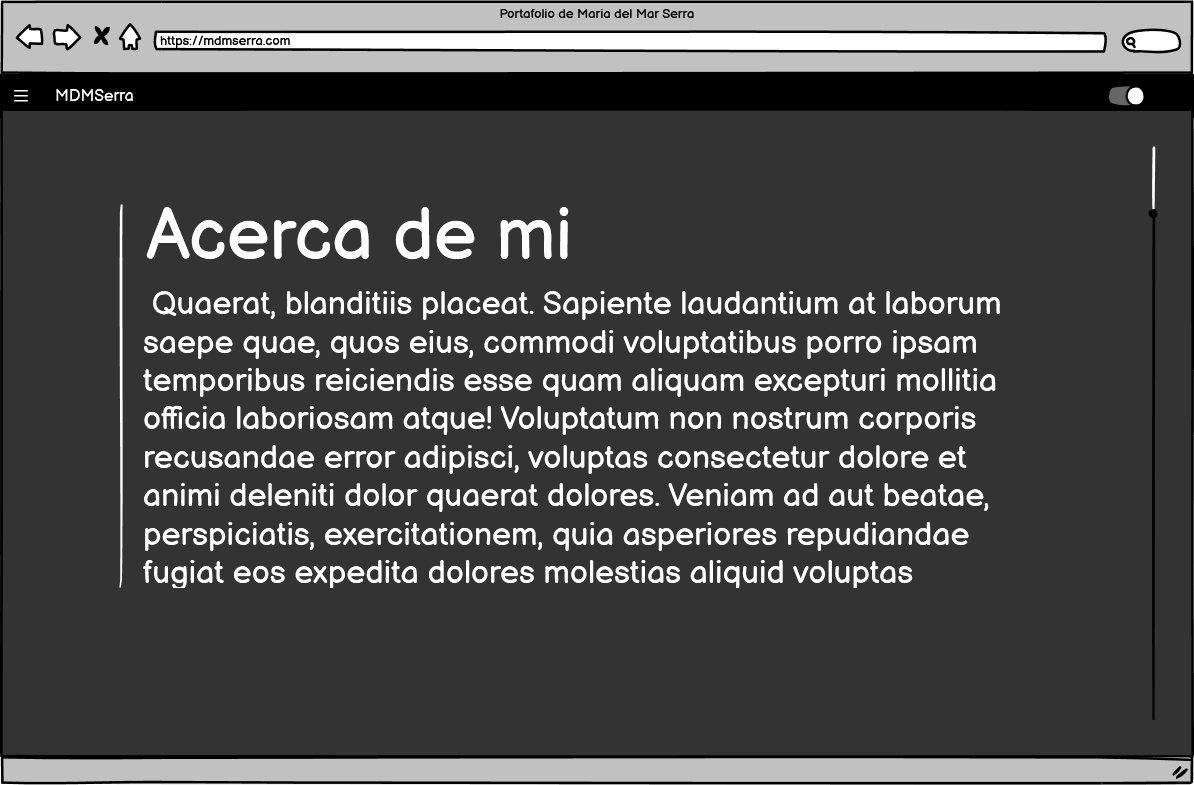 Portafolio de Maria del Mar Serra
https://mdmserra.com
MDMSerra
Acerca de mi
Quaerat, blanditiis placeat. Sapiente laudantium at laborum
saepe quae, quos eius, commodi voluptatibus porro ipsam
temporibus reiciendis esse quam aliquam excepturi mollitia
officia laboriosam atque! Voluptatum non nostrum corporis
recusandae error adipisci, voluptas consectetur dolore et
animi deleniti dolor quaerat dolores. Veniam ad aut beatae,
perspiciatis, exercitationem, quia asperiores repudiandae
fugiat eos expedita dolores molestias aliquid voluptas